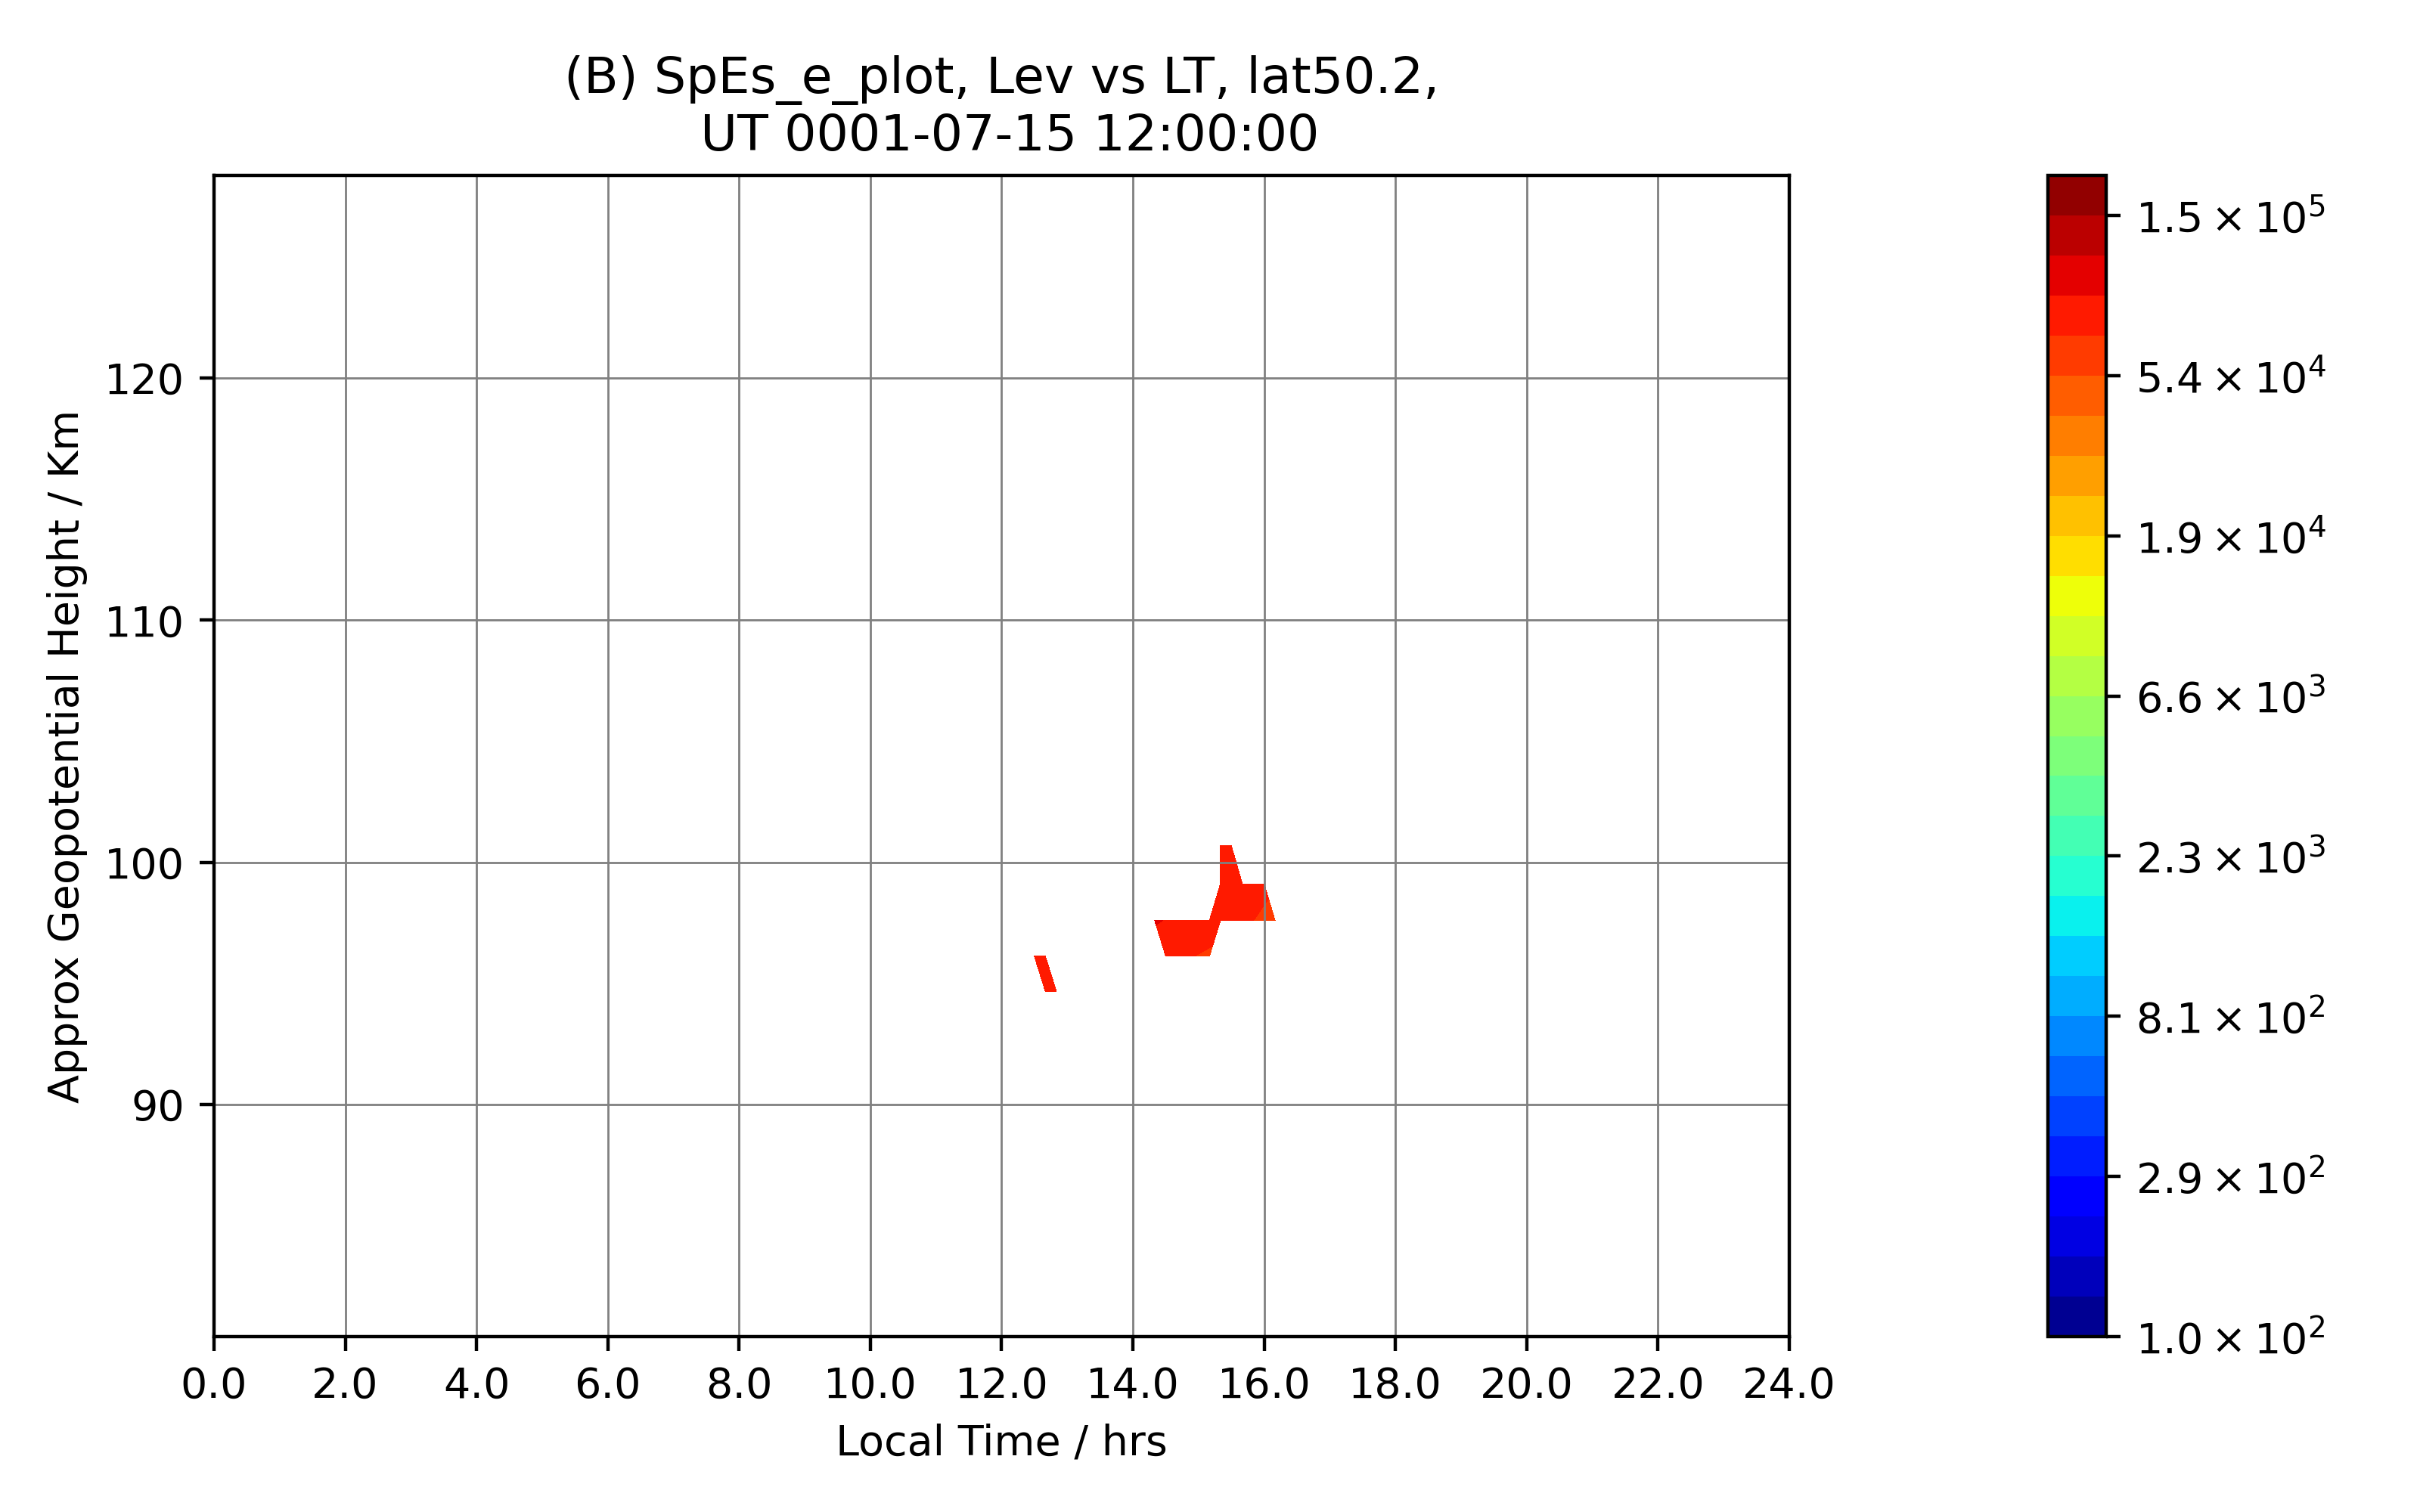 (B) SpEs_e_plot, Lev vs LT, lat50.2,
UT 0001-07-15 12:00:00
Approx Geopotential Height / Km
120
110
100
90
0.0 2.0 4.0 6.0 8.0 10.0 12.0 14.0 16.0 18.0 20.0 22.0 24.0
Local Time / hrs
1.5 × 10⁵
5.4 × 10⁴
1.9 × 10⁴
6.6 × 10³
2.3 × 10³
8.1 × 10²
2.9 × 10²
1.0 × 10²